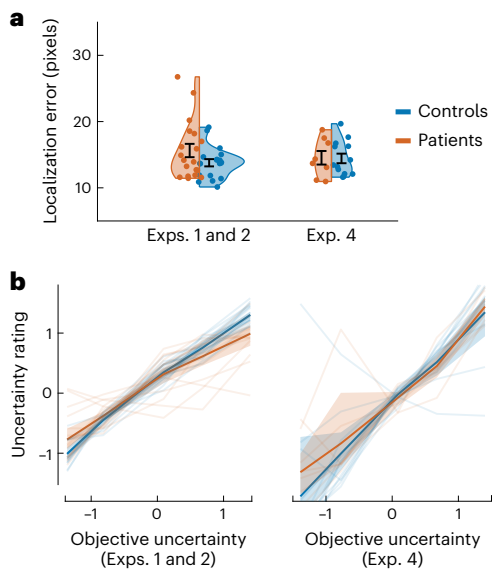 a
Localization error (pixels)
30
20
10
Exps. 1 and 2
Exp. 4
Controls
Patients
b
Uncertainty rating
1
0
–1
–1
0
1
Objective uncertainty
(Exps. 1 and 2)
–1
0
1
Objective uncertainty
(Exp. 4)